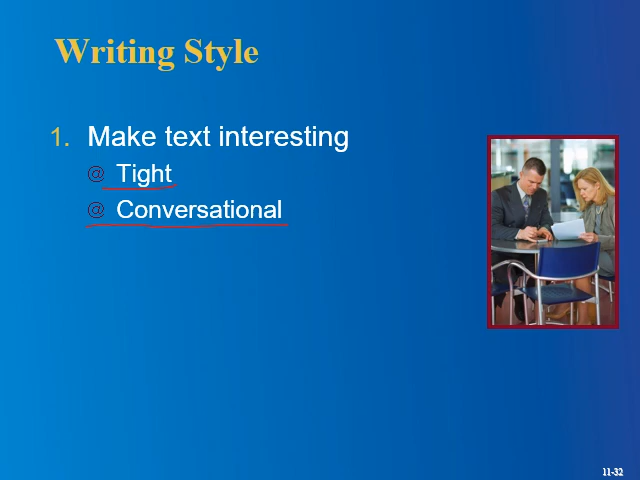 Writing Style
1. Make text interesting
@ Tight
@ Conversational
11-32